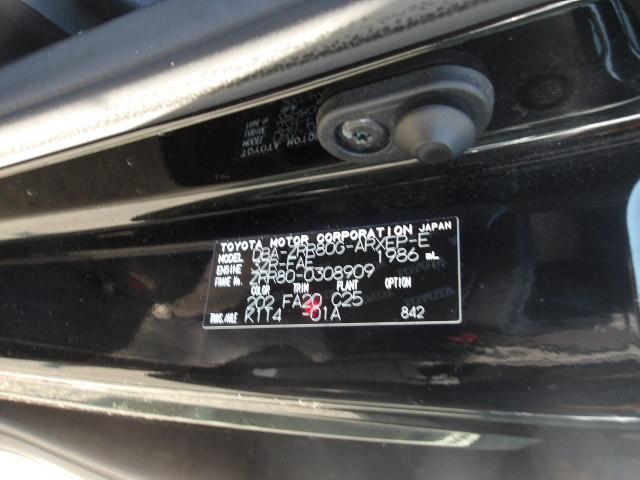 TOYOTA MOTOR CORPORATION JAPAN
MODEL DBA-ZRR80G-ARXEP-E
ENGINE 3ZR-FAE 1986 mL
FRAME No. ZRR80-0308909
COLOR TRIM PLANT OPTION
202 FA20 C25
TRANS./AXLE K114 -01A 842